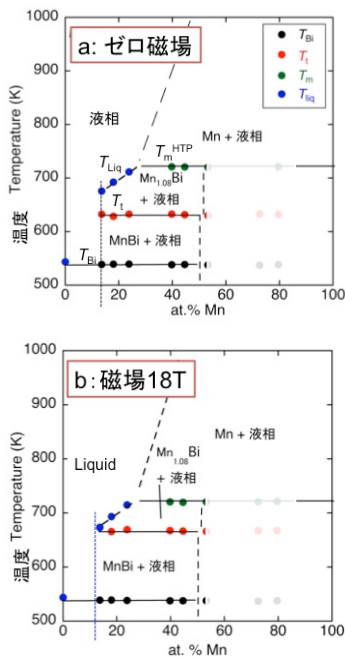 1000
900
800
700
600
500
温度 Temperature (K)
a: ゼロ磁場
T_Bi
T_t
T_m
T_liq
液相
Mn + 液相
T_m^HTP
T_Liq
Mn_1.08Bi
+ 液相
T_t
MnBi + 液相
T_Bi
0 20 40 60 80 100
at.% Mn
1000
900
800
700
600
500
温度 Temperature (K)
b: 磁場18T
Mn + 液相
Liquid
Mn_1.08Bi
+ 液相
MnBi + 液相
0 20 40 60 80 100
at. % Mn